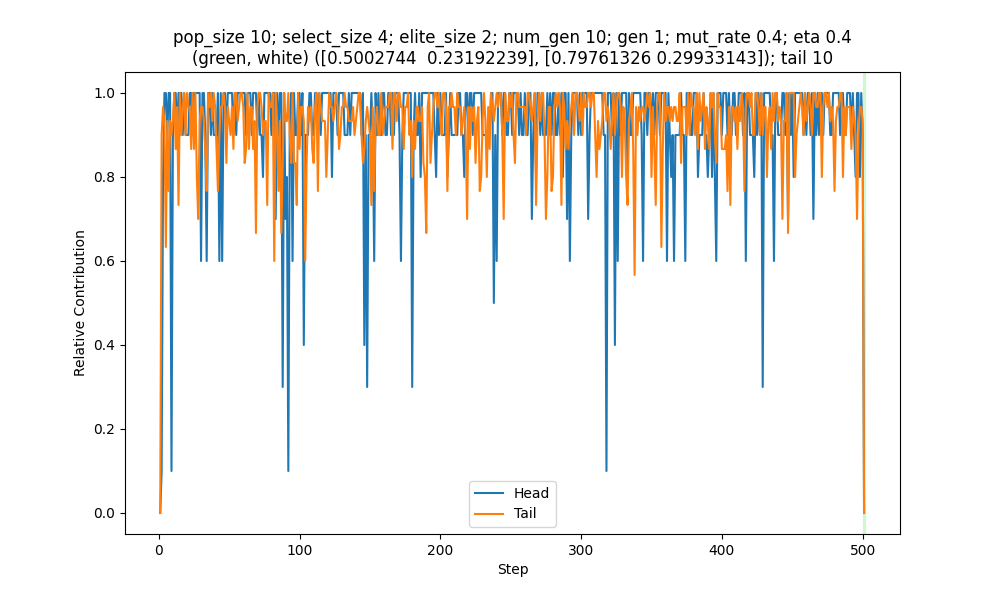 pop_size 10; select_size 4; elite_size 2; num_gen 10; gen 1; mut_rate 0.4; eta 0.4
(green, white) ([0.5002744  0.23192239], [0.79761326 0.29933143]); tail 10
Relative Contribution
1.0
0.8
0.6
0.4
0.2
0.0
Head
Tail
0
100
200
300
400
500
Step